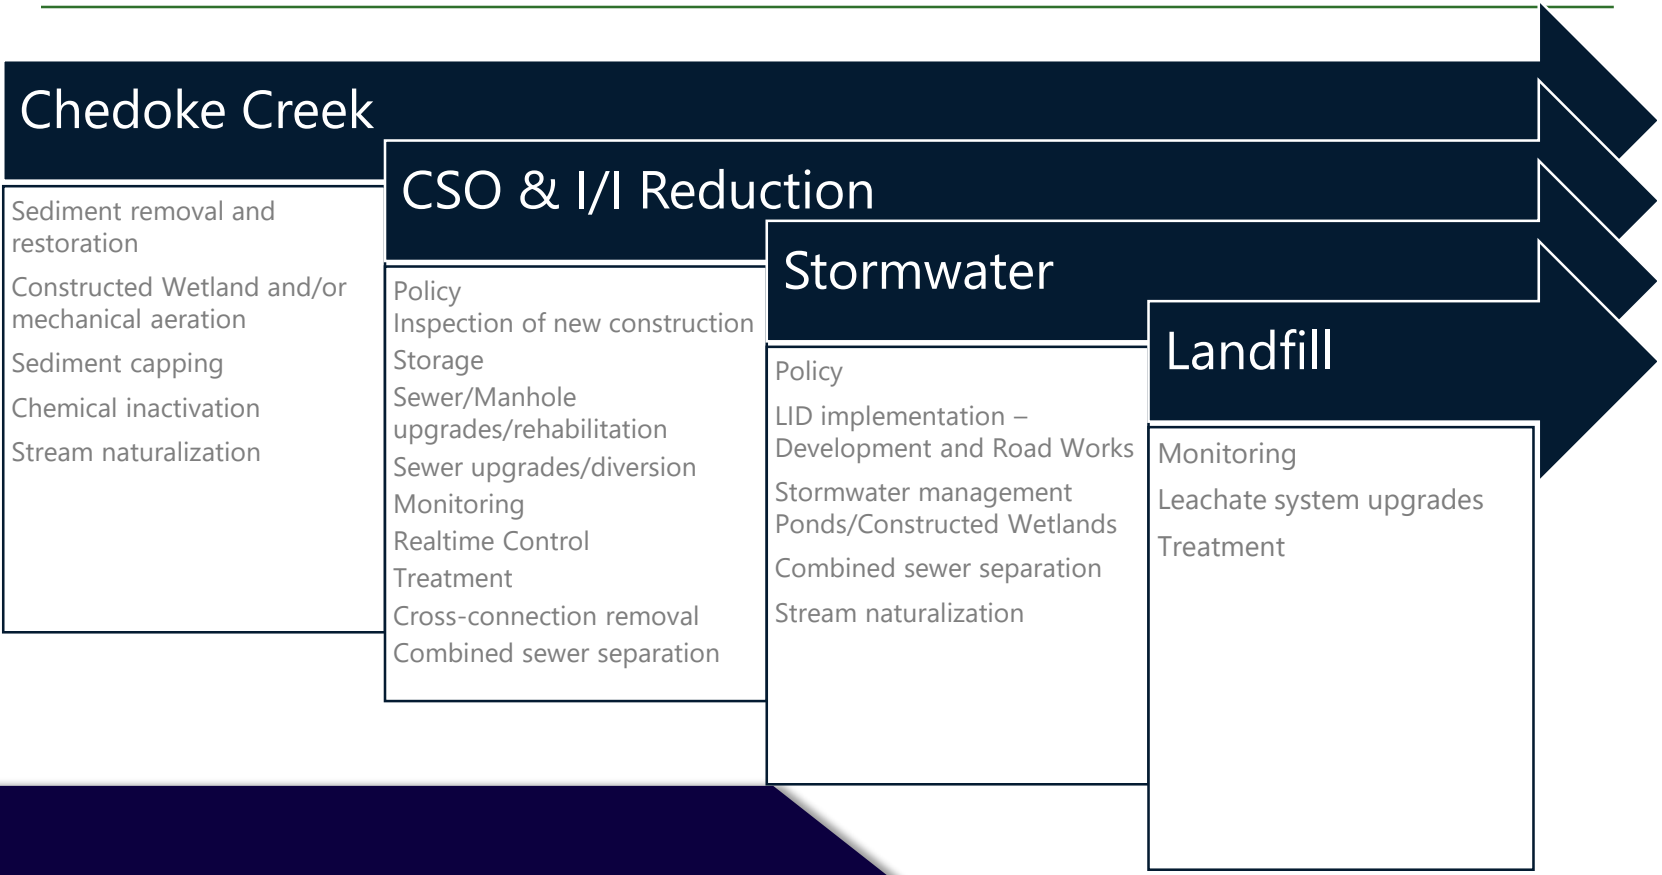 Chedoke Creek
Sediment removal and
restoration
Constructed Wetland and/or
mechanical aeration
Sediment capping
Chemical inactivation
Stream naturalization
CSO & I/I Reduction
Policy
Inspection of new construction
Storage
Sewer/Manhole
upgrades/rehabilitation
Sewer upgrades/diversion
Monitoring
Realtime Control
Treatment
Cross-connection removal
Combined sewer separation
Stormwater
Policy
LID implementation –
Development and Road Works
Stormwater management
Ponds/Constructed Wetlands
Combined sewer separation
Stream naturalization
Landfill
Monitoring
Leachate system upgrades
Treatment